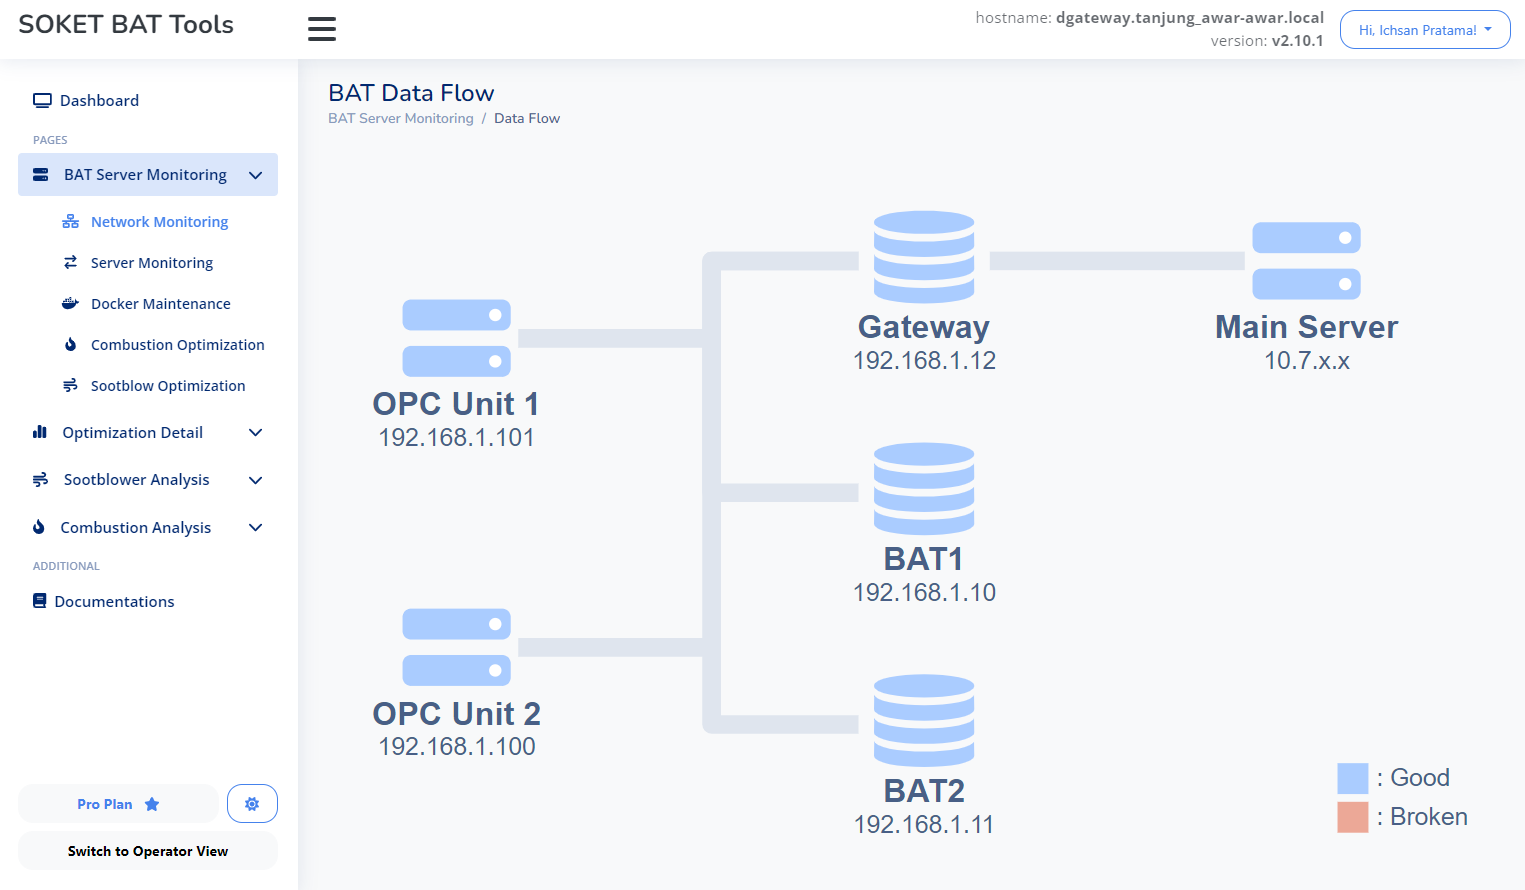 SOKET BAT Tools
hostname: dgateway.tanjung_awar-awar.local
version: v2.10.1
Hi, Ichsan Pratama!
Dashboard
PAGES
BAT Server Monitoring
Network Monitoring
Server Monitoring
Docker Maintenance
Combustion Optimization
Sootblow Optimization
Optimization Detail
Sootblower Analysis
Combustion Analysis
ADDITIONAL
Documentations
Pro Plan
Switch to Operator View
BAT Data Flow
BAT Server Monitoring / Data Flow
OPC Unit 1
192.168.1.101
OPC Unit 2
192.168.1.100
Gateway
192.168.1.12
Main Server
10.7.x.x
BAT1
192.168.1.10
BAT2
192.168.1.11
: Good
: Broken